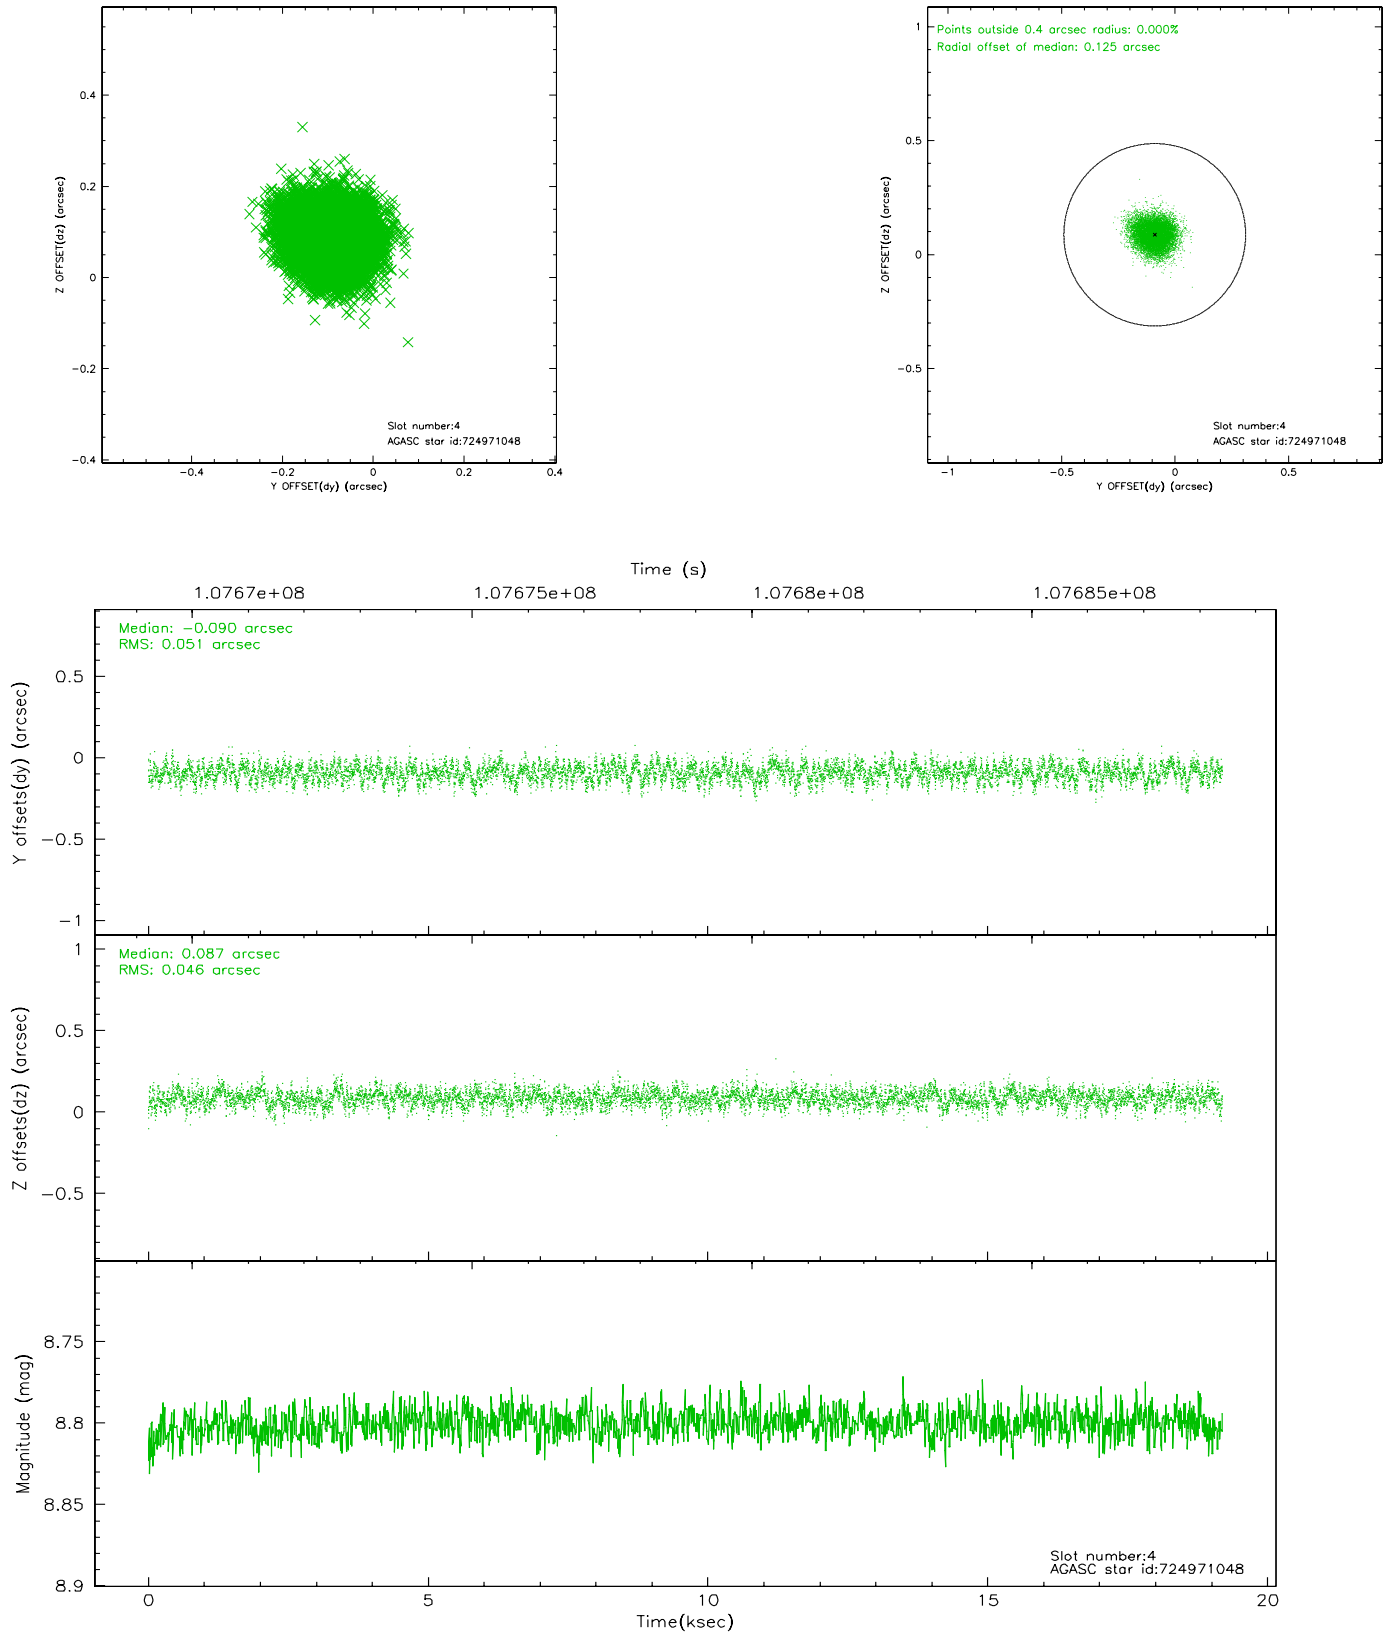 0.4
0.2
0
−0.2
−0.4
Z OFFSET(dz) (arcsec)
−0.4
−0.2
0
0.2
0.4
Y OFFSET(dy) (arcsec)
Slot number:4
AGASC star id:724971048
Points outside 0.4 arcsec radius: 0.000%
Radial offset of median: 0.125 arcsec
1
0.5
0
−0.5
Z OFFSET(dz) (arcsec)
−1
−0.5
0
0.5
Y OFFSET(dy) (arcsec)
Slot number:4
AGASC star id:724971048
Time (s)
1.0767e+08
1.07675e+08
1.0768e+08
1.07685e+08
Median: −0.090 arcsec
RMS: 0.051 arcsec
0.5
0
−0.5
−1
Y offsets(dy) (arcsec)
Median: 0.087 arcsec
RMS: 0.046 arcsec
1
0.5
0
−0.5
Z offsets(dz) (arcsec)
8.75
8.8
8.85
8.9
Magnitude (mag)
Slot number:4
AGASC star id:724971048
0
5
10
15
20
Time(ksec)